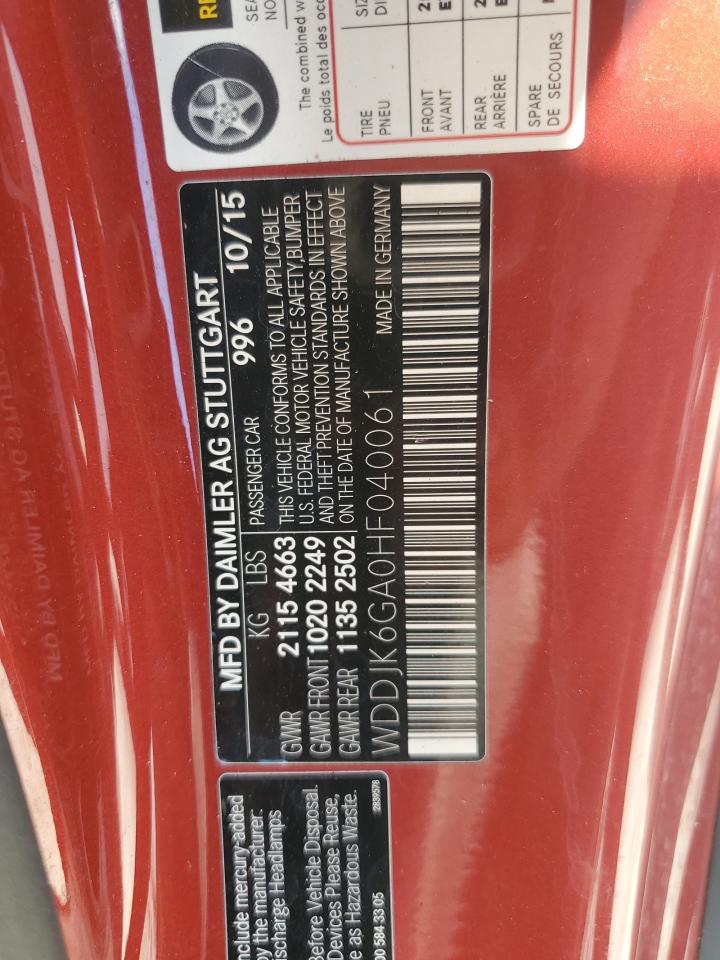 MFD BY DAIMLER AG STUTTGART
KG LBS PASSENGER CAR 996 10/15
GVWR 2115 4663 THIS VEHICLE CONFORMS TO ALL APPLICABLE
U.S. FEDERAL MOTOR VEHICLE SAFETY,BUMPER
GAWR FRONT 1020 2249 AND THEFT PREVENTION STANDARDS IN EFFECT
GAWR REAR 1135 2502 ON THE DATE OF MANUFACTURE SHOWN ABOVE
WDDJK6GA0HF040061 MADE IN GERMANY
The combined
Le poids total des
TIRE
PNEU
FRONT
AVANT
REAR
ARRIÈRE
SPARE
DE SECOURS
include mercury-added
by the manufacturer:
Headlamps
Before Vehicle Disposal.
Devices Please Reuse,
as Hazardous Waste.
584 33 05 2839578